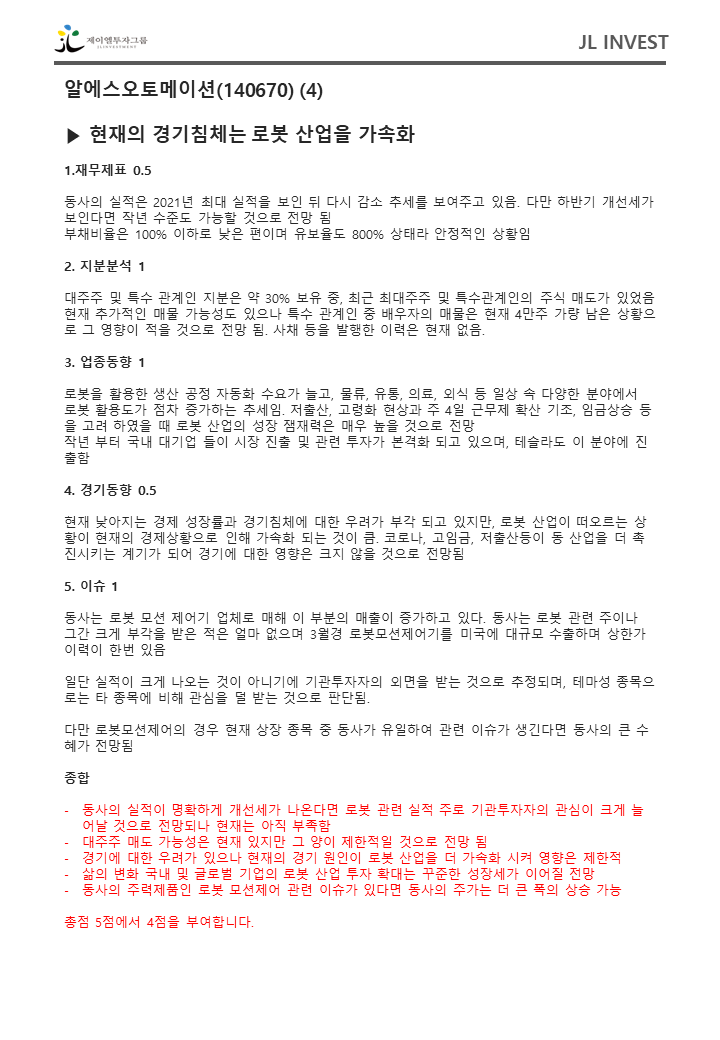 제이엘투자그룹
JLINVESTMENT
JL INVEST
알에스오토메이션(140670) (4)
▶ 현재의 경기침체는 로봇 산업을 가속화
1.재무제표 0.5
동사의 실적은 2021년 최대 실적을 보인 뒤 다시 감소 추세를 보여주고 있음. 다만 하반기 개선세가
보인다면 작년 수준도 가능할 것으로 전망 됨
부채비율은 100% 이하로 낮은 편이며 유보율도 800% 상태라 안정적인 상황임
2. 지분분석 1
대주주 및 특수 관계인 지분은 약 30% 보유 중, 최근 최대주주 및 특수관계인의 주식 매도가 있었음
현재 추가적인 매물 가능성도 있으나 특수 관계인 중 배우자의 매물은 현재 4만주 가량 남은 상황으
로 그 영향이 적을 것으로 전망 됨. 사채 등을 발행한 이력은 현재 없음.
3. 업종동향 1
로봇을 활용한 생산 공정 자동화 수요가 늘고, 물류, 유통, 의료, 외식 등 일상 속 다양한 분야에서
로봇 활용도가 점차 증가하는 추세임. 저출산, 고령화 현상과 주 4일 근무제 확산 기조, 임금상승 등
을 고려 하였을 때 로봇 산업의 성장 잠재력은 매우 높을 것으로 전망
작년 부터 국내 대기업 들이 시장 진출 및 관련 투자가 본격화 되고 있으며, 테슬라도 이 분야에 진
출함
4. 경기동향 0.5
현재 낮아지는 경제 성장률과 경기침체에 대한 우려가 부각 되고 있지만, 로봇 산업이 떠오르는 상
황이 현재의 경제상황으로 인해 가속화 되는 것이 큼. 코로나, 고임금, 저출산등이 동 산업을 더 촉
진시키는 계기가 되어 경기에 대한 영향은 크지 않을 것으로 전망됨
5. 이슈 1
동사는 로봇 모션 제어기 업체로 매해 이 부분의 매출이 증가하고 있다. 동사는 로봇 관련 주이나
그간 크게 부각을 받은 적은 얼마 없으며 3월경 로봇모션제어기를 미국에 대규모 수출하며 상한가
이력이 한번 있음
일단 실적이 크게 나오는 것이 아니기에 기관투자자의 외면을 받는 것으로 추정되며, 테마성 종목으
로는 타 종목에 비해 관심을 덜 받는 것으로 판단됨.
다만 로봇모션제어의 경우 현재 상장 종목 중 동사가 유일하여 관련 이슈가 생긴다면 동사의 큰 수
혜가 전망됨
종합
- 동사의 실적이 명확하게 개선세가 나온다면 로봇 관련 실적 주로 기관투자자의 관심이 크게 늘
어날 것으로 전망되나 현재는 아직 부족함
- 대주주 매도 가능성은 현재 있지만 그 양이 제한적일 것으로 전망 됨
- 경기에 대한 우려가 있으나 현재의 경기 원인이 로봇 산업을 더 가속화 시켜 영향은 제한적
- 삶의 변화 국내 및 글로벌 기업의 로봇 산업 투자 확대는 꾸준한 성장세가 이어질 전망
- 동사의 주력제품인 로봇 모션제어 관련 이슈가 있다면 동사의 주가는 더 큰 폭의 상승 가능
총점 5점에서 4점을 부여합니다.